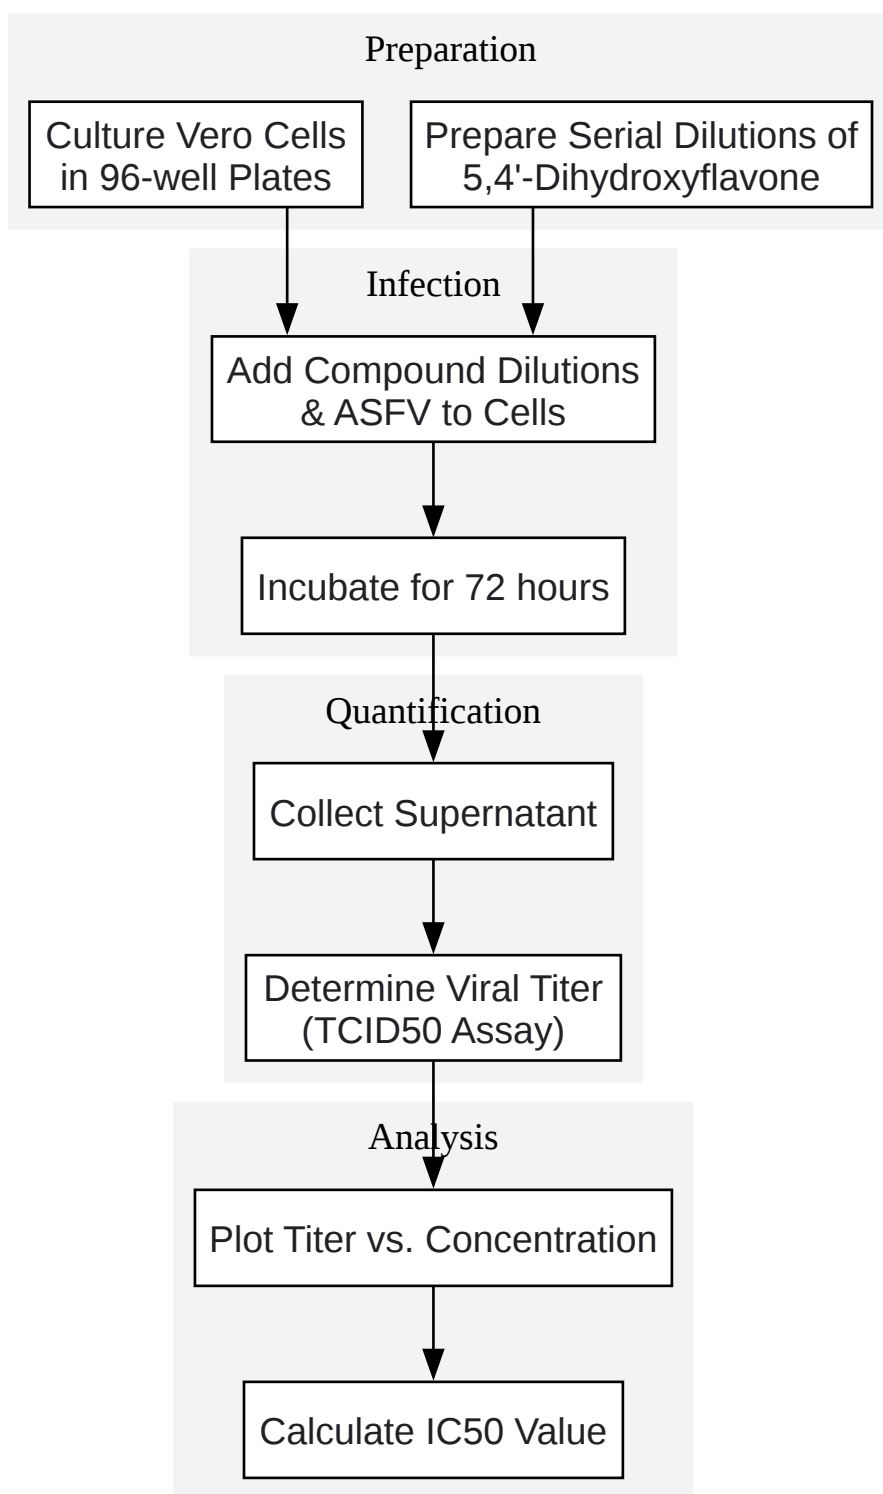 Preparation
Culture Vero Cells
in 96-well Plates
Prepare Serial Dilutions of
5,4'-Dihydroxyflavone
Infection
Add Compound Dilutions
& ASFV to Cells
Incubate for 72 hours
Quantification
Collect Supernatant
Determine Viral Titer
(TCID50 Assay)
Analysis
Plot Titer vs. Concentration
Calculate IC50 Value